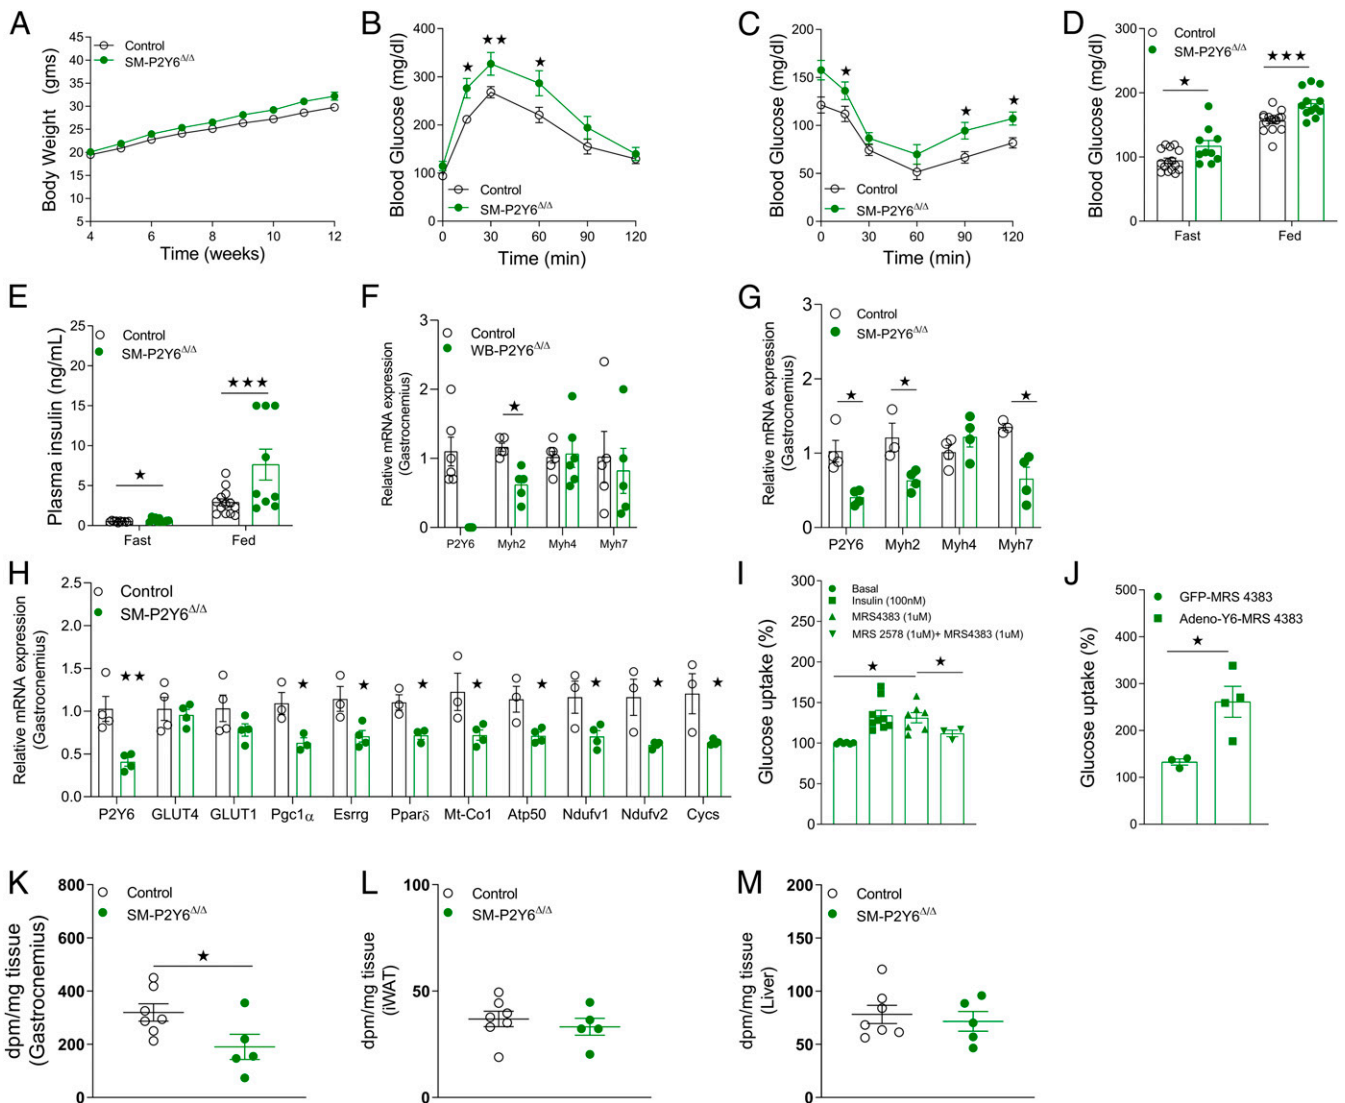 A
Body Weight (gms)
45
40
35
30
25
20
15
10
5
Control
SM-P2Y6Δ/Δ
4
6
8
10
12
Time (weeks)
B
Blood Glucose (mg/dl)
400
300
200
100
0
★
★★
★
Control
SM-P2Y6Δ/Δ
0
30
60
90
120
Time (min)
C
Blood Glucose (mg/dl)
200
150
100
50
0
★
★
★
Control
SM-P2Y6Δ/Δ
0
30
60
90
120
Time (min)
D
Blood Glucose (mg/dl)
300
200
100
0
Control
SM-P2Y6Δ/Δ
★
★★★
Fast
Fed
E
Plasma insulin (ng/mL)
25
20
15
10
5
0
Control
SM-P2Y6Δ/Δ
★
★★★
Fast
Fed
F
Relative mRNA expression
(Gastrocnemius)
3
2
1
0
Control
WB-P2Y6Δ/Δ
★
P2Y6
Myh2
Myh4
Myh7
G
Relative mRNA expression
(Gastrocnemius)
3
2
1
0
Control
SM-P2Y6Δ/Δ
★
★
★
P2Y6
Myh2
Myh4
Myh7
H
Relative mRNA expression
(Gastrocnemius)
2.5
2.0
1.5
1.0
0.5
0.0
Control
SM-P2Y6Δ/Δ
★★
★
★
★
★
★
★
★
★
P2Y6
GLUT4
GLUT1
Pgc1α
Esrrg
Pparδ
Mt-Co1
Atp50
Ndufv1
Ndufv2
Cycs
I
Glucose uptake (%)
300
250
200
150
100
50
0
Basal
Insulin (100nM)
MRS4383 (1uM)
MRS 2578 (1uM)+ MRS4383 (1uM)
★
★
J
Glucose uptake (%)
500
400
300
200
100
0
GFP-MRS 4383
Adeno-Y6-MRS 4383
★
K
dpm/mg tissue
(Gastrocnemius)
800
600
400
200
0
Control
SM-P2Y6Δ/Δ
★
L
dpm/mg tissue
(iWAT)
100
50
0
Control
SM-P2Y6Δ/Δ
M
dpm/mg tissue
(Liver)
200
150
100
50
0
Control
SM-P2Y6Δ/Δ